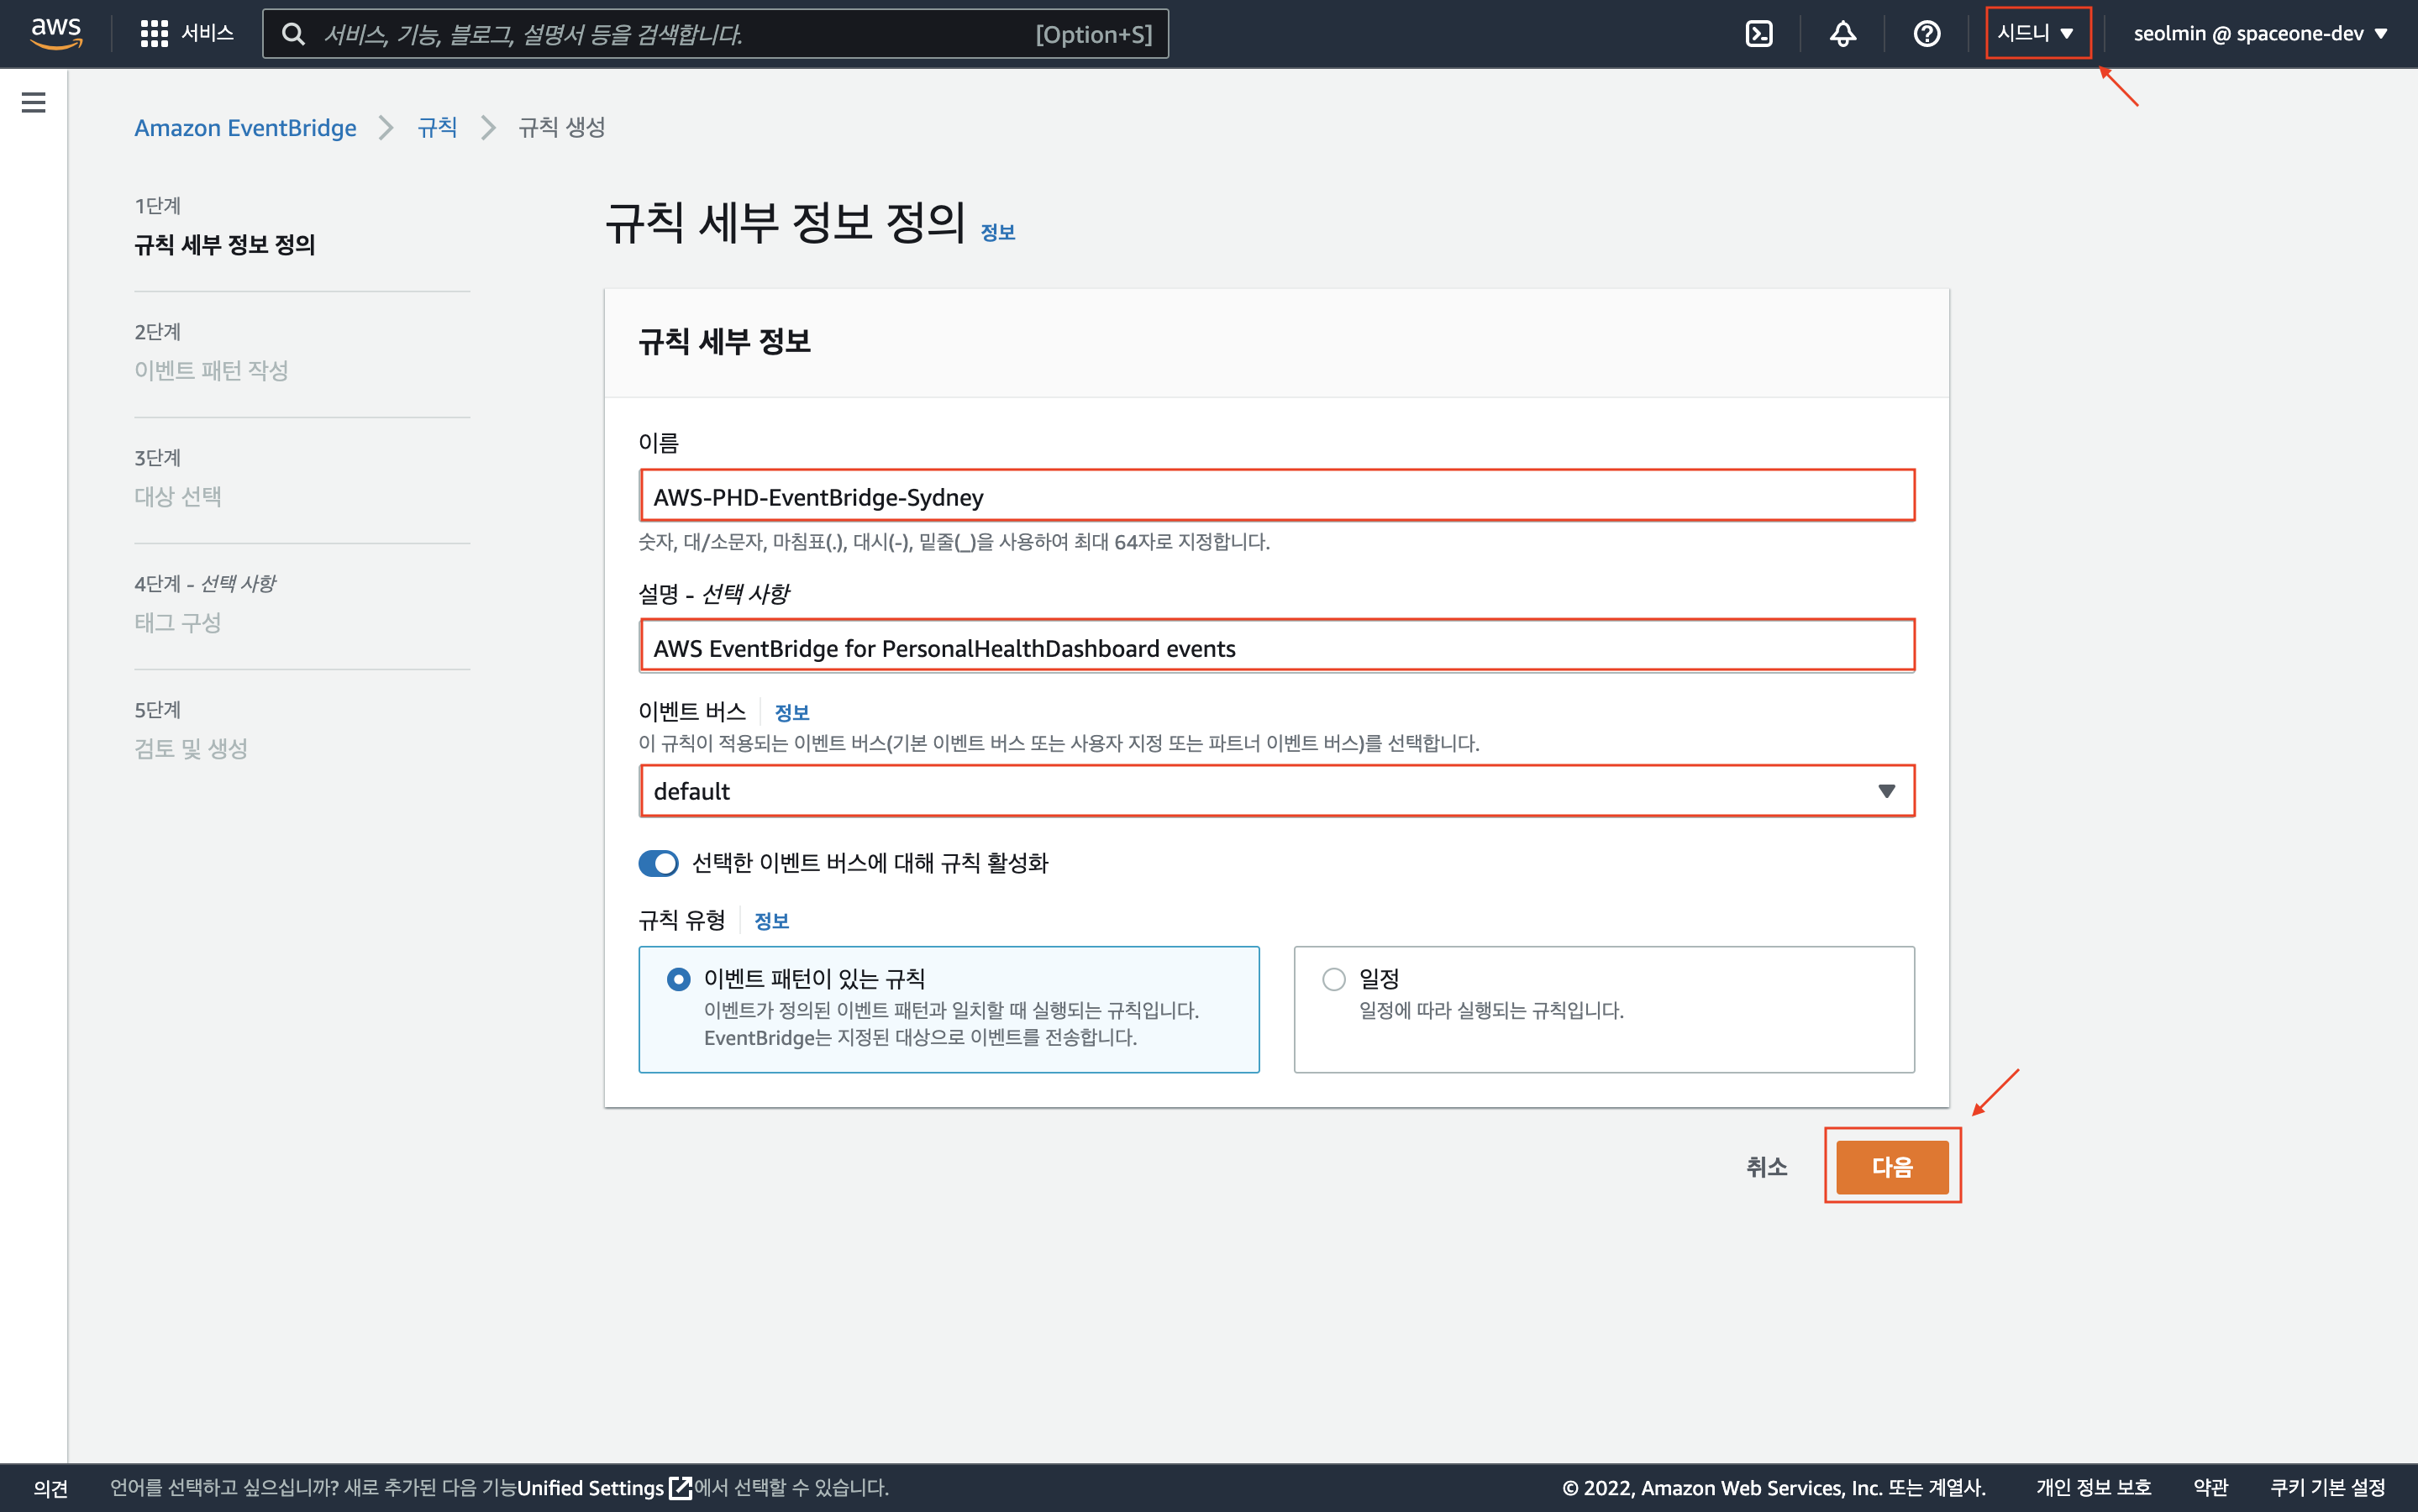 aws
서비스
서비스, 기능, 블로그, 설명서 등을 검색합니다.
[Option+S]
시드니 ▼
seolmin @ spaceone-dev ▼
Amazon EventBridge > 규칙 > 규칙 생성
1단계
규칙 세부 정보 정의
2단계
이벤트 패턴 작성
3단계
대상 선택
4단계 - 선택 사항
태그 구성
5단계
검토 및 생성
규칙 세부 정보 정의 정보
규칙 세부 정보
이름
AWS-PHD-EventBridge-Sydney
숫자, 대/소문자, 마침표(.), 대시(-), 밑줄(_)을 사용하여 최대 64자로 지정합니다.
설명 - 선택 사항
AWS EventBridge for PersonalHealthDashboard events
이벤트 버스 정보
이 규칙이 적용되는 이벤트 버스(기본 이벤트 버스 또는 사용자 지정 또는 파트너 이벤트 버스)를 선택합니다.
default
선택한 이벤트 버스에 대해 규칙 활성화
규칙 유형 정보
이벤트 패턴이 있는 규칙
이벤트가 정의된 이벤트 패턴과 일치할 때 실행되는 규칙입니다.
EventBridge는 지정된 대상으로 이벤트를 전송합니다.
일정
일정에 따라 실행되는 규칙입니다.
취소
다음
의견
언어를 선택하고 싶으십니까? 새로 추가된 다음 기능Unified Settings에서 선택할 수 있습니다.
© 2022, Amazon Web Services, Inc. 또는 계열사.
개인 정보 보호
약관
쿠키 기본 설정